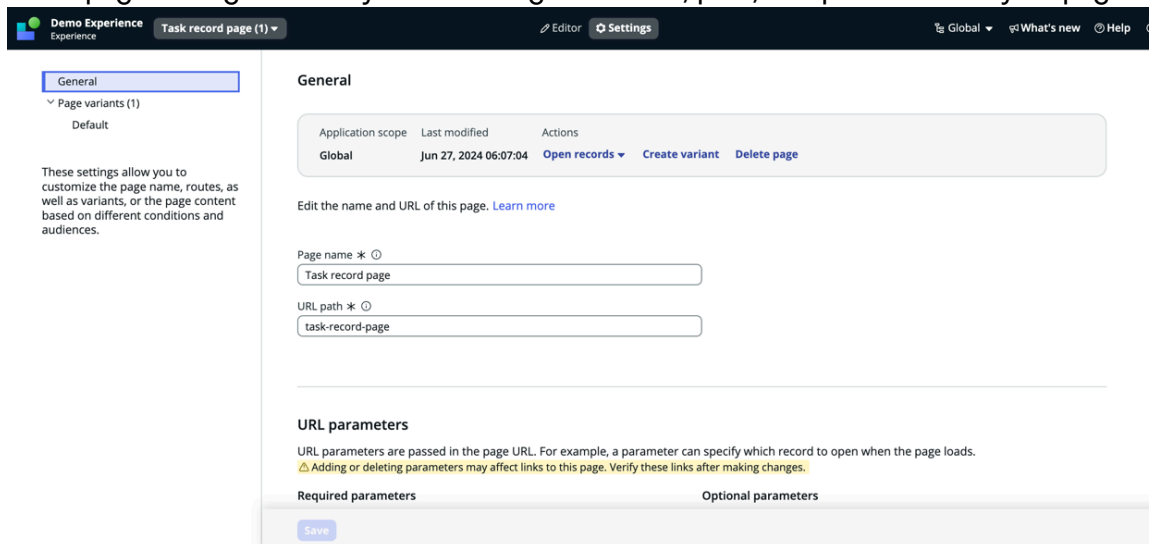 Demo Experience
Experience
Task record page (1)
Editor
Settings
Global
What's new
Help
General
Page variants (1)
Default
These settings allow you to
customize the page name, routes, as
well as variants, or the page content
based on different conditions and
audiences.
General
Application scope Last modified Actions
Global Jun 27, 2024 06:07:04 Open records Create variant Delete page
Edit the name and URL of this page. Learn more
Page name *
Task record page
URL path *
task-record-page
URL parameters
URL parameters are passed in the page URL. For example, a parameter can specify which record to open when the page loads.
Adding or deleting parameters may affect links to this page. Verify these links after making changes.
Required parameters Optional parameters
Save